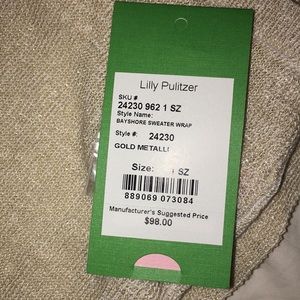 Lilly Pulitzer
SKU #
24230 962 1 SZ
Style Name:
BAYSHORE SWEATER WRAP
Style #: 24230
GOLD METALLI
Size: SZ
889069 073084
Manufacturer's Suggested Price
$98.00